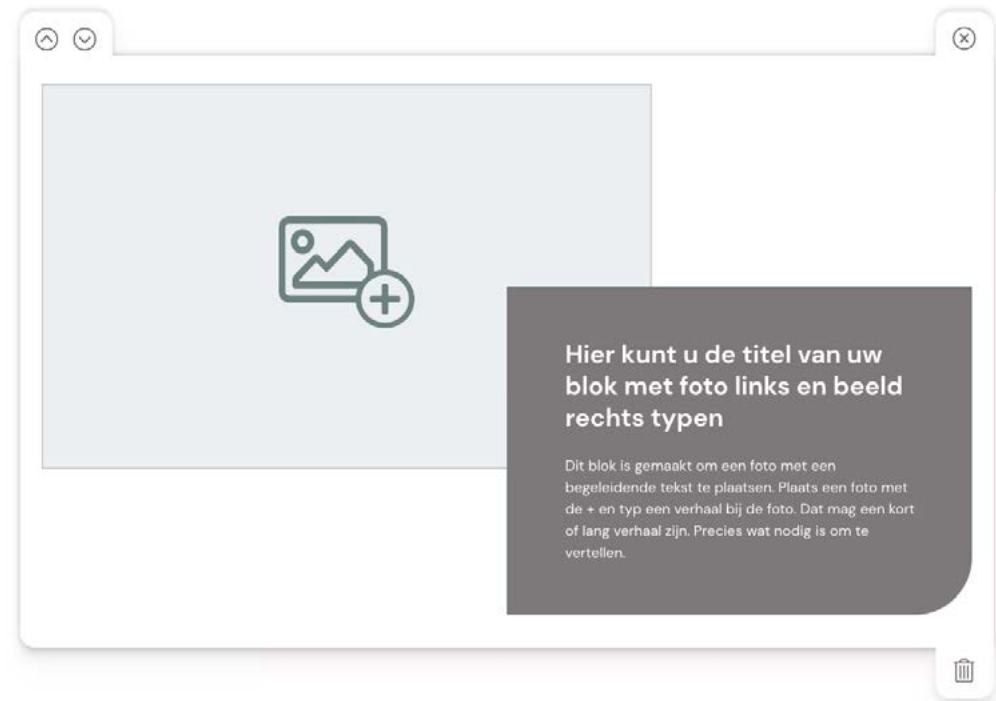 Hier kunt u de titel van uw
blok met foto links en beeld
rechts typen
Dit blok is gemaakt om een foto met een
begeleidende tekst te plaatsen. Plaats een foto met
de + en typ een verhaal bij de foto. Dat mag een kort
of lang verhaal zijn. Precies wat nodig is om te
vertellen.